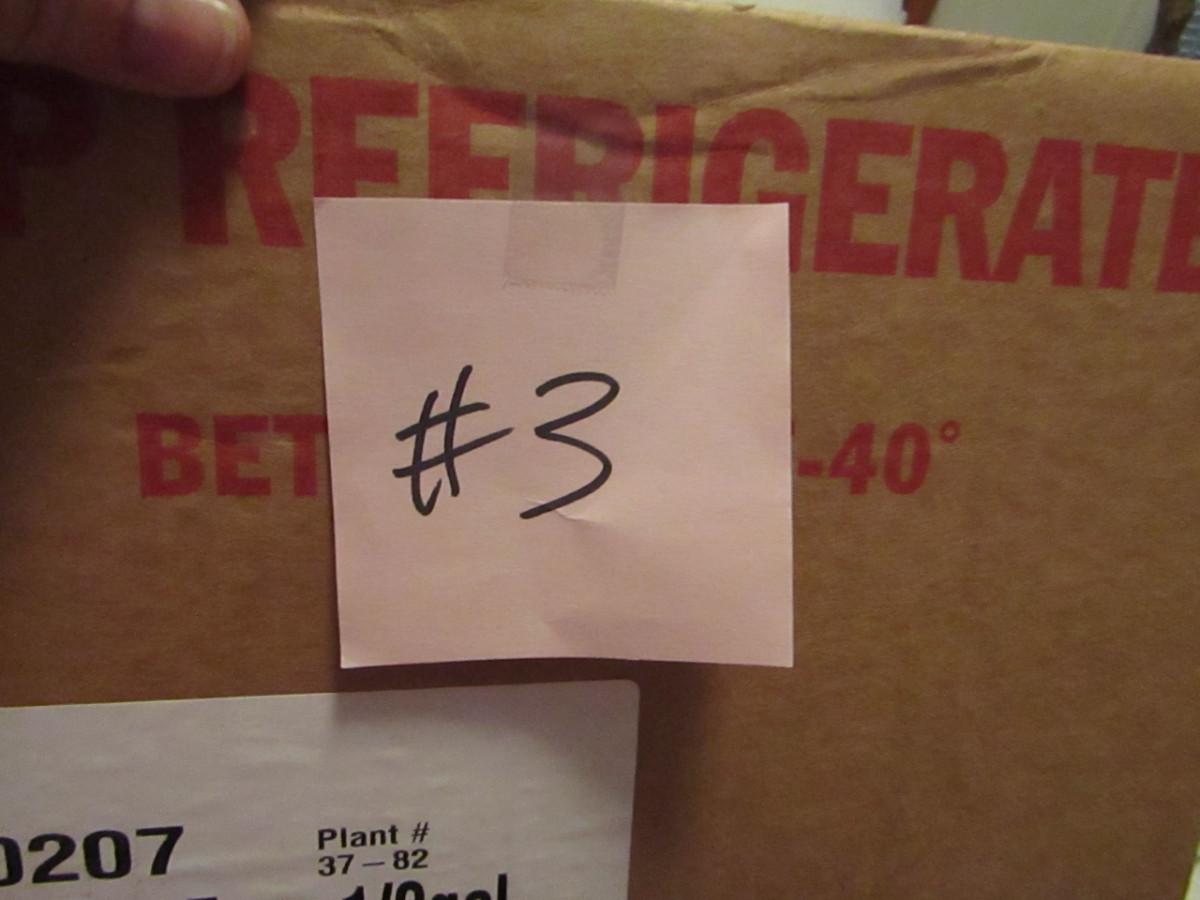 REFRIGERATE
BET
-40°
#3
0207
Plant #
37-82